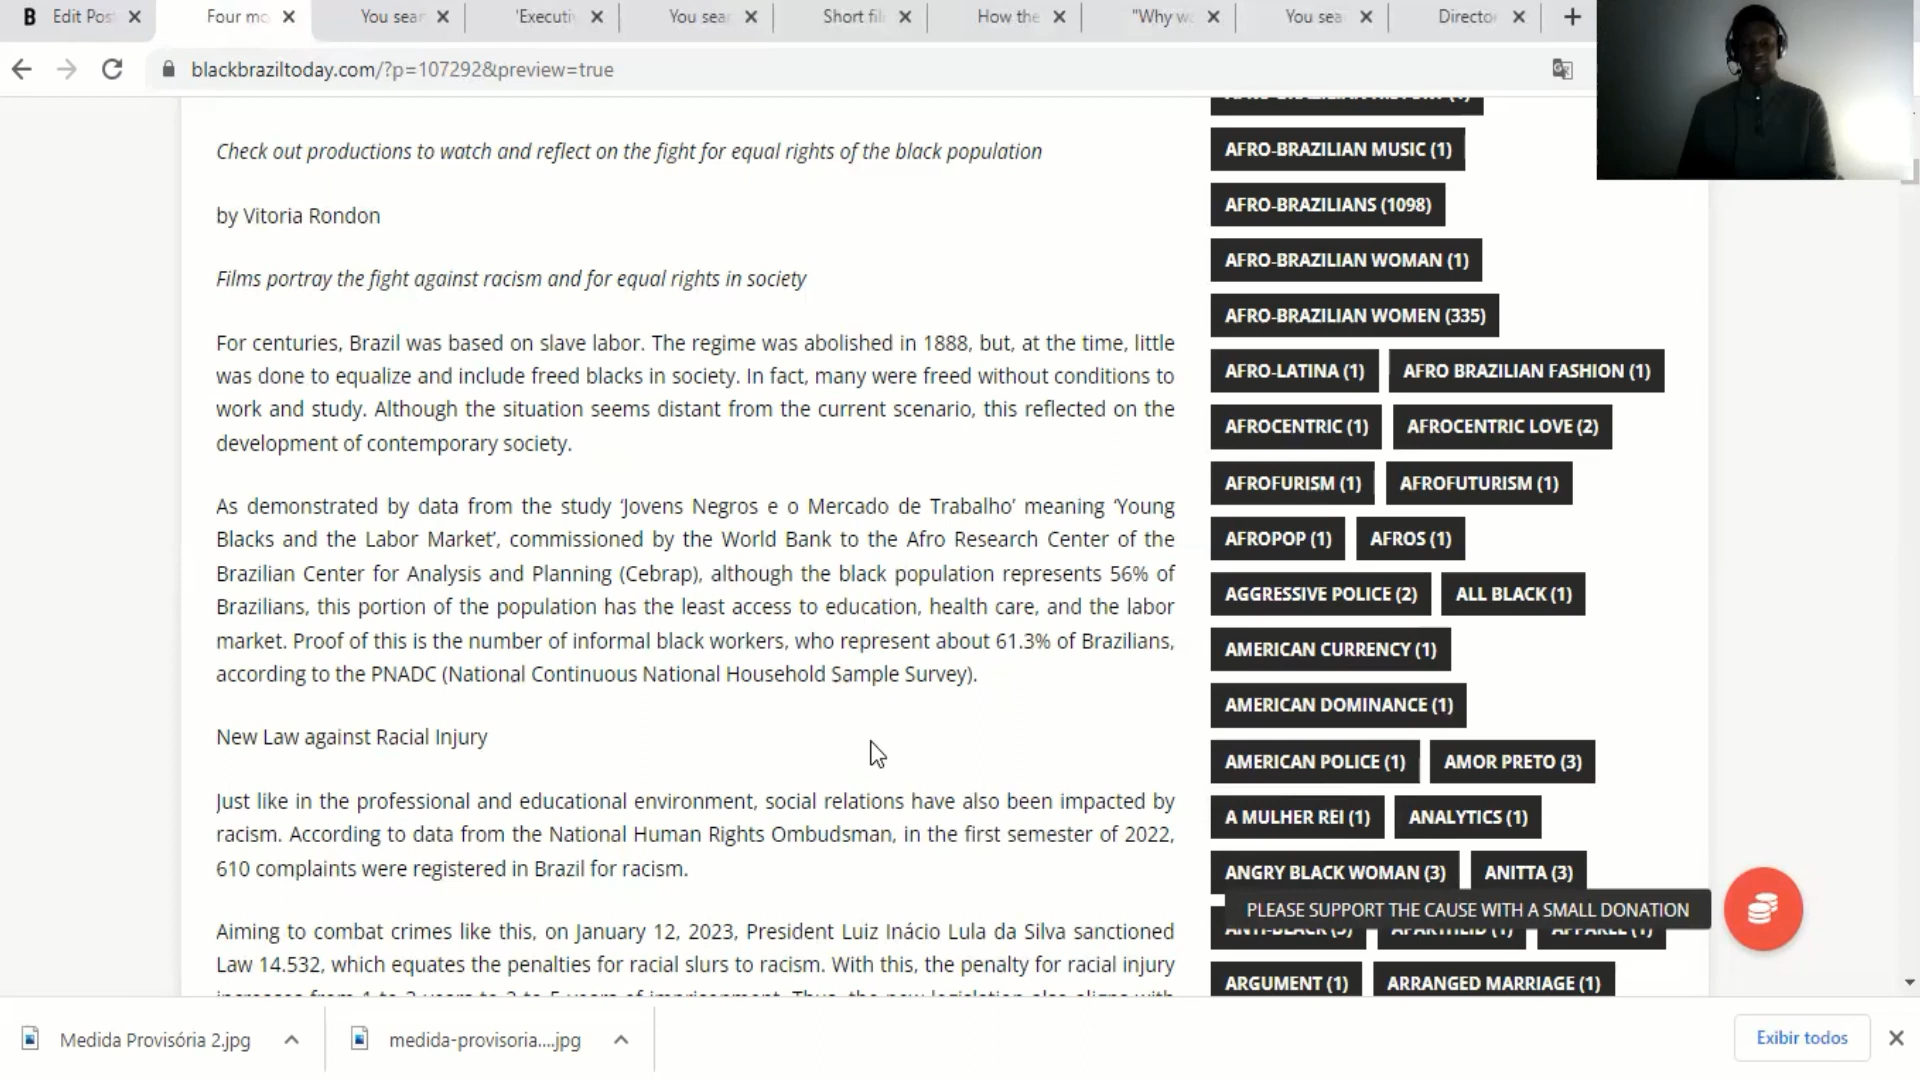 B Edit Pos
Four mo
You sear
'Executi
You sea
Short fil
How the
"Why w
You sea
Directo
blackbraziltoday.com/?p=107292&preview=true
Check out productions to watch and reflect on the fight for equal rights of the black population
by Vitoria Rondon
Films portray the fight against racism and for equal rights in society
For centuries, Brazil was based on slave labor. The regime was abolished in 1888, but, at the time, little
was done to equalize and include freed blacks in society. In fact, many were freed without conditions to
work and study. Although the situation seems distant from the current scenario, this reflected on the
development of contemporary society.
As demonstrated by data from the study ‘Jovens Negros e o Mercado de Trabalho’ meaning ‘Young
Blacks and the Labor Market’, commissioned by the World Bank to the Afro Research Center of the
Brazilian Center for Analysis and Planning (Cebrap), although the black population represents 56% of
Brazilians, this portion of the population has the least access to education, health care, and the labor
market. Proof of this is the number of informal black workers, who represent about 61.3% of Brazilians,
according to the PNADC (National Continuous National Household Sample Survey).
New Law against Racial Injury
Just like in the professional and educational environment, social relations have also been impacted by
racism. According to data from the National Human Rights Ombudsman, in the first semester of 2022,
610 complaints were registered in Brazil for racism.
Aiming to combat crimes like this, on January 12, 2023, President Luiz Inácio Lula da Silva sanctioned
Law 14.532, which equates the penalties for racial slurs to racism. With this, the penalty for racial injury
AFRO-BRAZILIAN MUSIC (1)
AFRO-BRAZILIANS (1098)
AFRO-BRAZILIAN WOMAN (1)
AFRO-BRAZILIAN WOMEN (335)
AFRO-LATINA (1) AFRO BRAZILIAN FASHION (1)
AFROCENTRIC (1) AFROCENTRIC LOVE (2)
AFROFURISM (1) AFROFUTURISM (1)
AFROPOP (1) AFROS (1)
AGGRESSIVE POLICE (2) ALL BLACK (1)
AMERICAN CURRENCY (1)
AMERICAN DOMINANCE (1)
AMERICAN POLICE (1) AMOR PRETO (3)
A MULHER REI (1) ANALYTICS (1)
ANGRY BLACK WOMAN (3) ANITTA (3)
PLEASE SUPPORT THE CAUSE WITH A SMALL DONATION
ARGUMENT (1) ARRANGED MARRIAGE (1)
Medida Provisória 2.jpg
medida-provisoria....jpg
Exibir todos